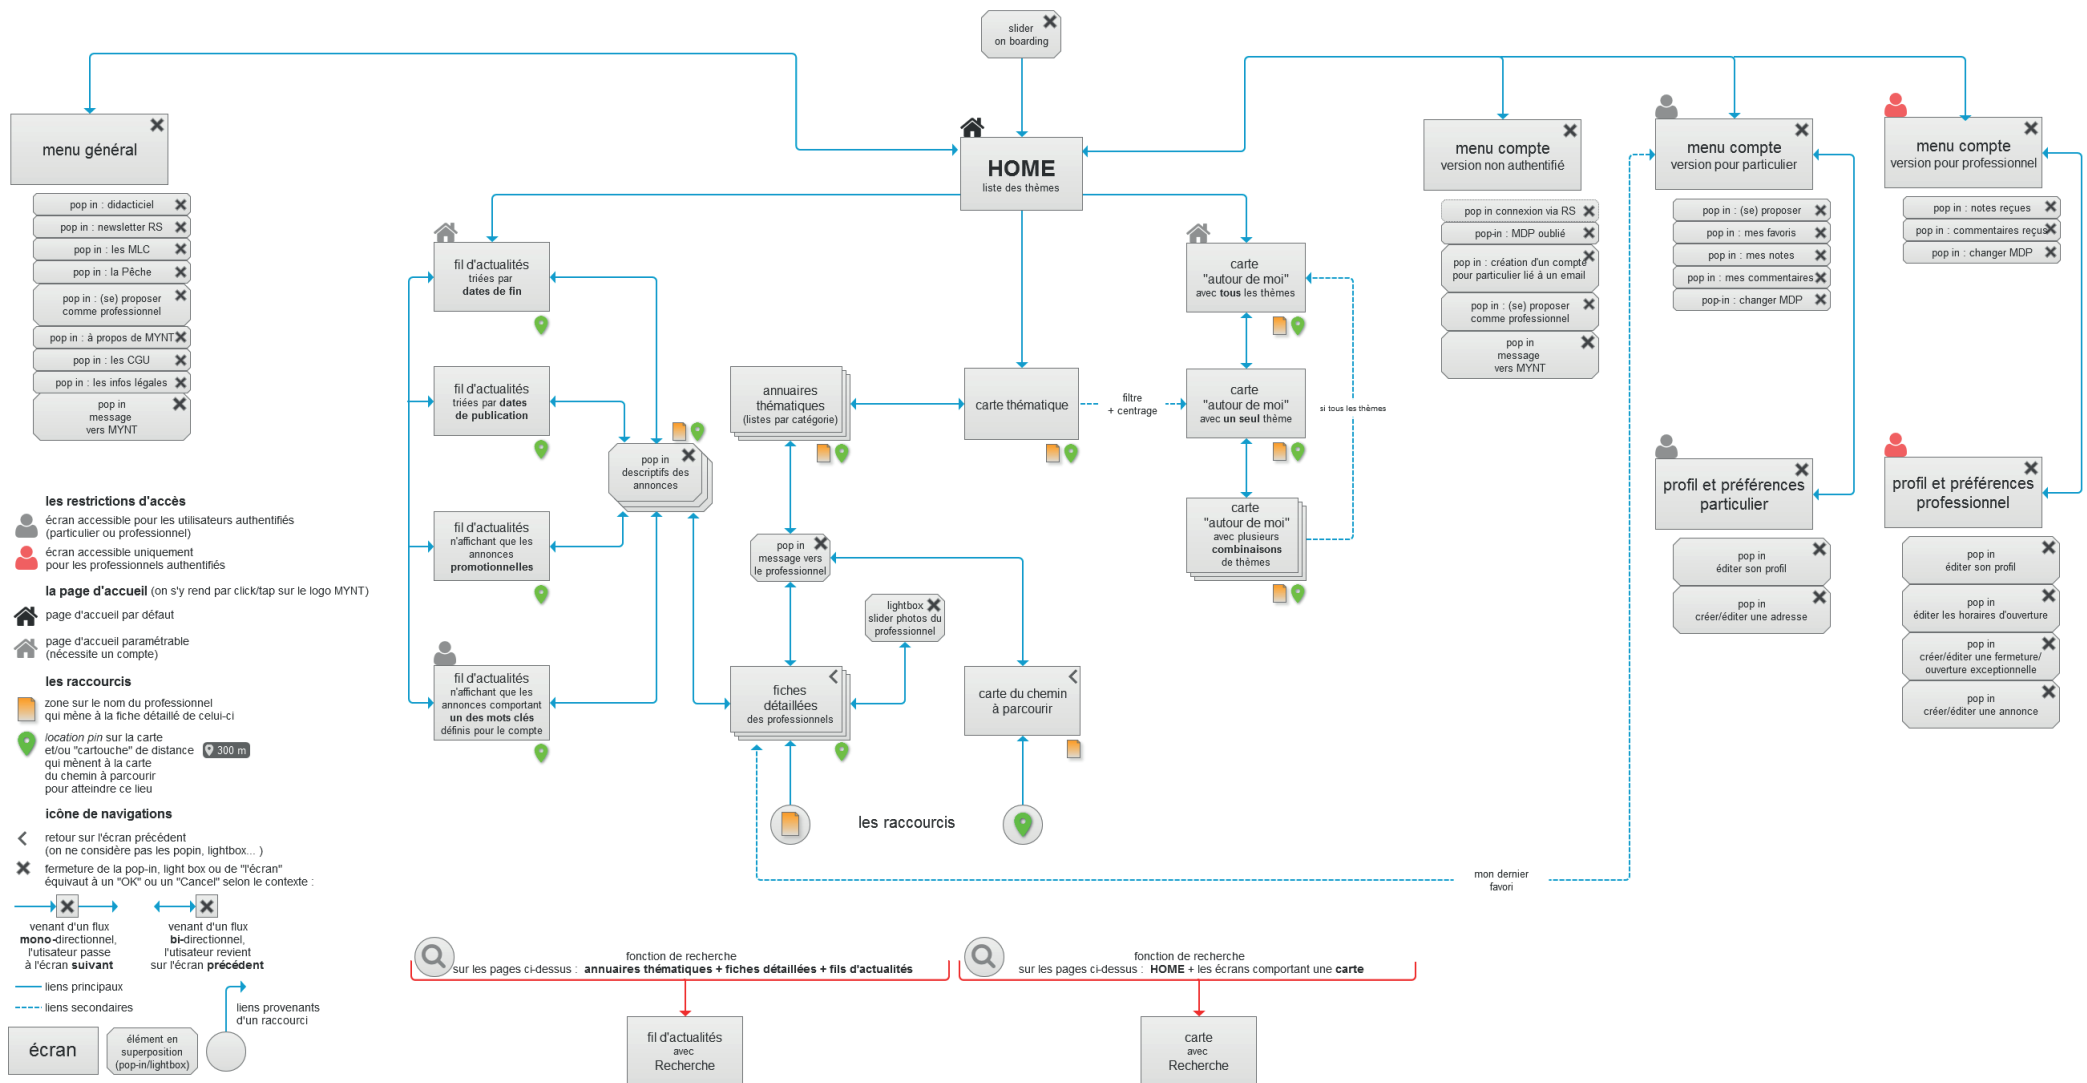 slider
on boarding
HOME
liste des thèmes
menu général
pop in : didacticiel
pop in : newsletter RS
pop in : les MLC
pop in : la Pêche
pop in : (se) proposer
comme professionnel
pop in : à propos de MYNT
pop in : les CGU
pop in : les infos légales
pop in
message
vers MYNT
fil d'actualités
triées par
dates de fin
fil d'actualités
triées par dates
de publication
fil d'actualités
n'affichant que les
annonces
promotionnelles
fil d'actualités
n'affichant que les
annonces comportant
un des mots clés
définis pour le compte
pop in
descriptifs des
annonces
annuaires
thématiques
(listes par catégorie)
pop in
message vers
le professionnel
lightbox
slider photos du
professionnel
fiches
détaillées
des professionnels
carte thématique
filtre
+ centrage
carte du chemin
à parcourir
les raccourcis
carte
"autour de moi"
avec tous les thèmes
carte
"autour de moi"
avec un seul thème
carte
"autour de moi"
avec plusieurs
combinaisons
de thèmes
si tous les thèmes
menu compte
version non authentifié
pop in connexion via RS
pop-in : MDP oublié
pop in : création d'un compte
pour particulier lié à un email
pop in : (se) proposer
comme professionnel
pop in
message
vers MYNT
menu compte
version pour particulier
pop in : (se) proposer
pop in : mes favoris
pop in : mes notes
pop in : mes commentaires
pop-in : changer MDP
menu compte
version pour professionnel
pop in : notes reçues
pop in : commentaires reçus
pop in : changer MDP
profil et préférences
particulier
pop in
éditer son profil
pop in
créer/éditer une adresse
profil et préférences
professionnel
pop in
éditer son profil
pop in
éditer les horaires d'ouverture
pop in
créer/éditer une fermeture/
ouverture exceptionnelle
pop in
créer/éditer une annonce
mon dernier
favori
les restrictions d'accès
écran accessible pour les utilisateurs authentifiés
(particulier ou professionnel)
écran accessible uniquement
pour les professionnels authentifiés
la page d'accueil (on s'y rend par click/tap sur le logo MYNT)
page d'accueil par défaut
page d'accueil paramétrable
(nécessite un compte)
les raccourcis
zone sur le nom du professionnel
qui mène à la fiche détaillé de celui-ci
location pin sur la carte
et/ou "cartouche" de distance 300 m
qui mènent à la carte
du chemin à parcourir
pour atteindre ce lieu
icône de navigations
retour sur l'écran précédent
(on ne considère pas les popin, lightbox... )
fermeture de la pop-in, light box ou de "l'écran"
équivaut à un "OK" ou un "Cancel" selon le contexte :
venant d'un flux
mono-directionnel,
l'utisateur passe
à l'écran suivant
venant d'un flux
bi-directionnel,
l'utisateur revient
sur l'écran précédent
liens principaux
liens secondaires
liens provenants
d'un raccourci
écran
élément en
superposition
(pop-in/lightbox)
fonction de recherche
sur les pages ci-dessus : annuaires thématiques + fiches détaillées + fils d'actualités
fil d'actualités
avec
Recherche
fonction de recherche
sur les pages ci-dessus : HOME + les écrans comportant une carte
carte
avec
Recherche